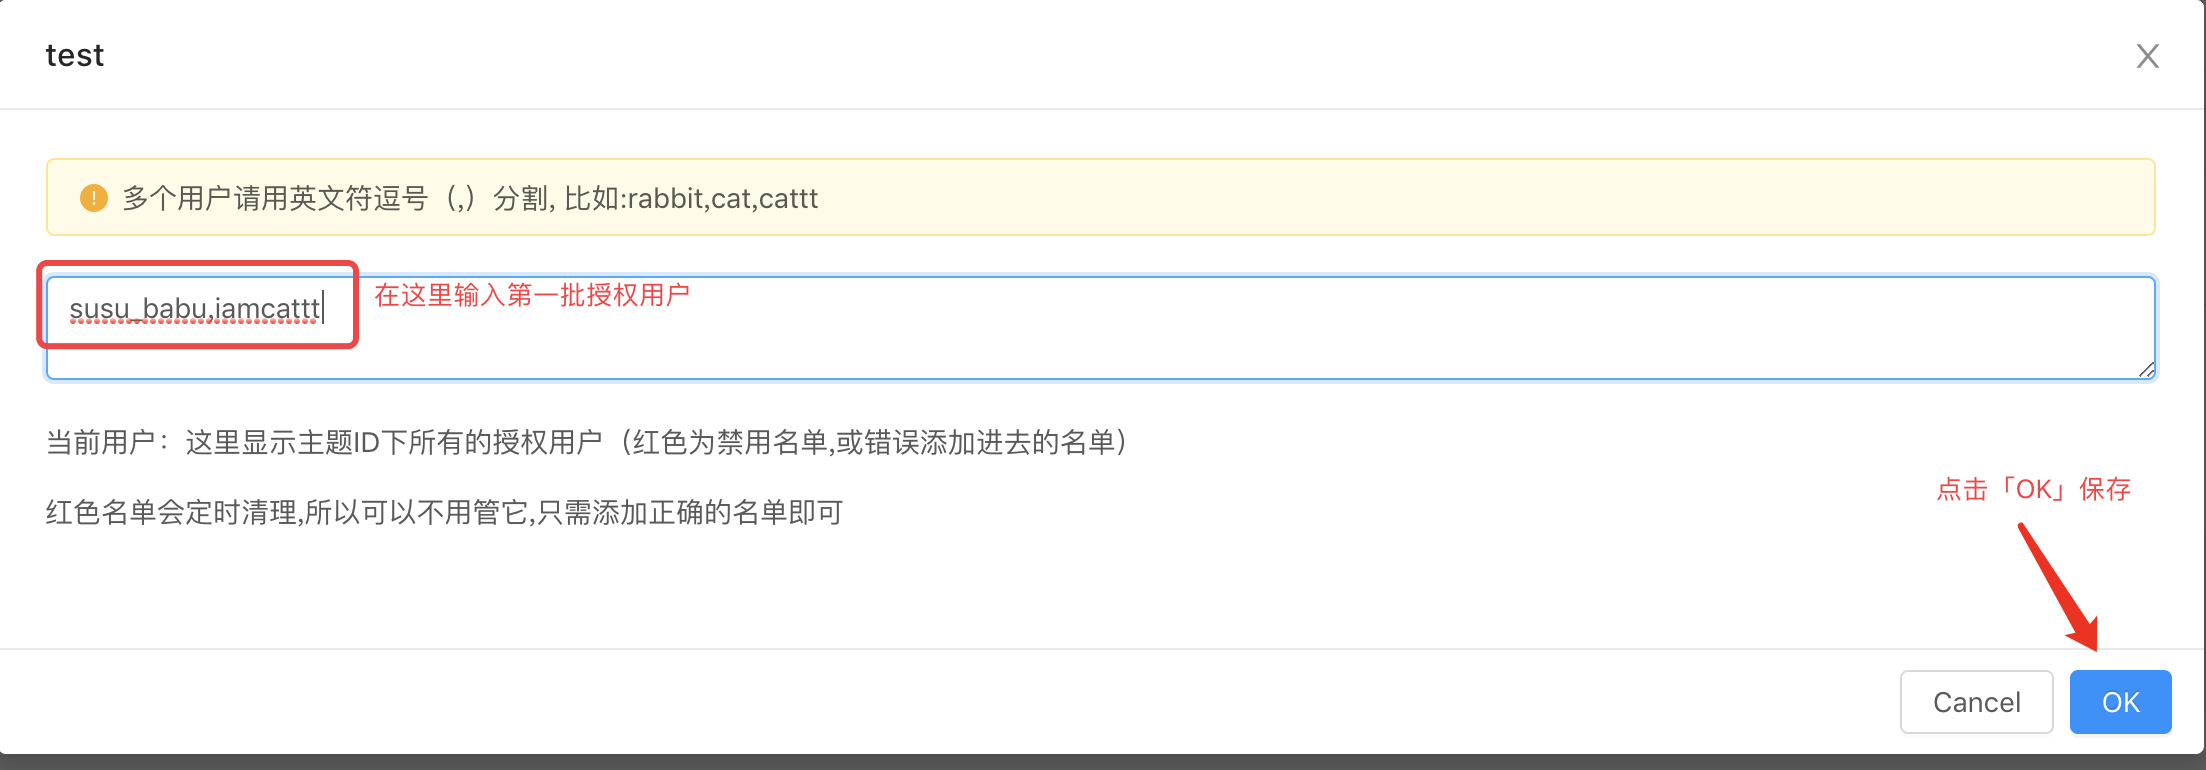 test
多个用户请用英文符逗号（,）分割, 比如:rabbit,cat,cattt
susu_babu,iamcattt
在这里输入第一批授权用户
当前用户：这里显示主题ID下所有的授权用户（红色为禁用名单,或错误添加进去的名单）
点击「OK」保存
红色名单会定时清理,所以可以不用管它,只需添加正确的名单即可
Cancel
OK